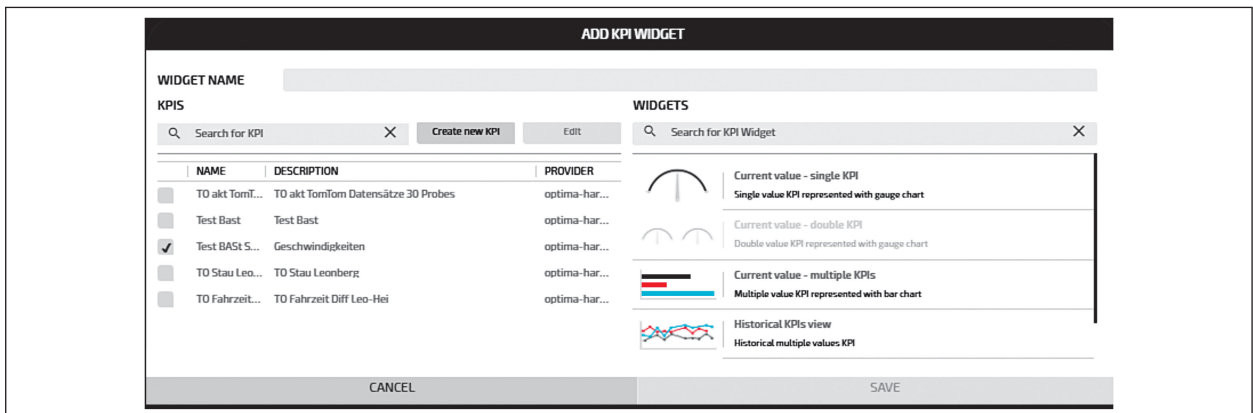 ADD KPI WIDGET
WIDGET NAME
KPIS
Search for KPI
Create new KPI
Edit
NAME DESCRIPTION PROVIDER
TO akt TomT... TO akt TomTom Datensätze 30 Probes optima-har...
Test Bast Test Bast optima-har...
Test BASt S... Geschwindigkeiten optima-har...
TO Stau Leo... TO Stau Leonberg optima-har...
TO Fahrzeit... TO Fahrzeit Diff Leo-Hei optima-har...
WIDGETS
Search for KPI Widget
Current value - single KPI
Single value KPI represented with gauge chart
Current value - double KPI
Double value KPI represented with gauge chart
Current value - multiple KPIs
Multiple value KPI represented with bar chart
Historical KPIs view
Historical multiple values KPI
CANCEL
SAVE